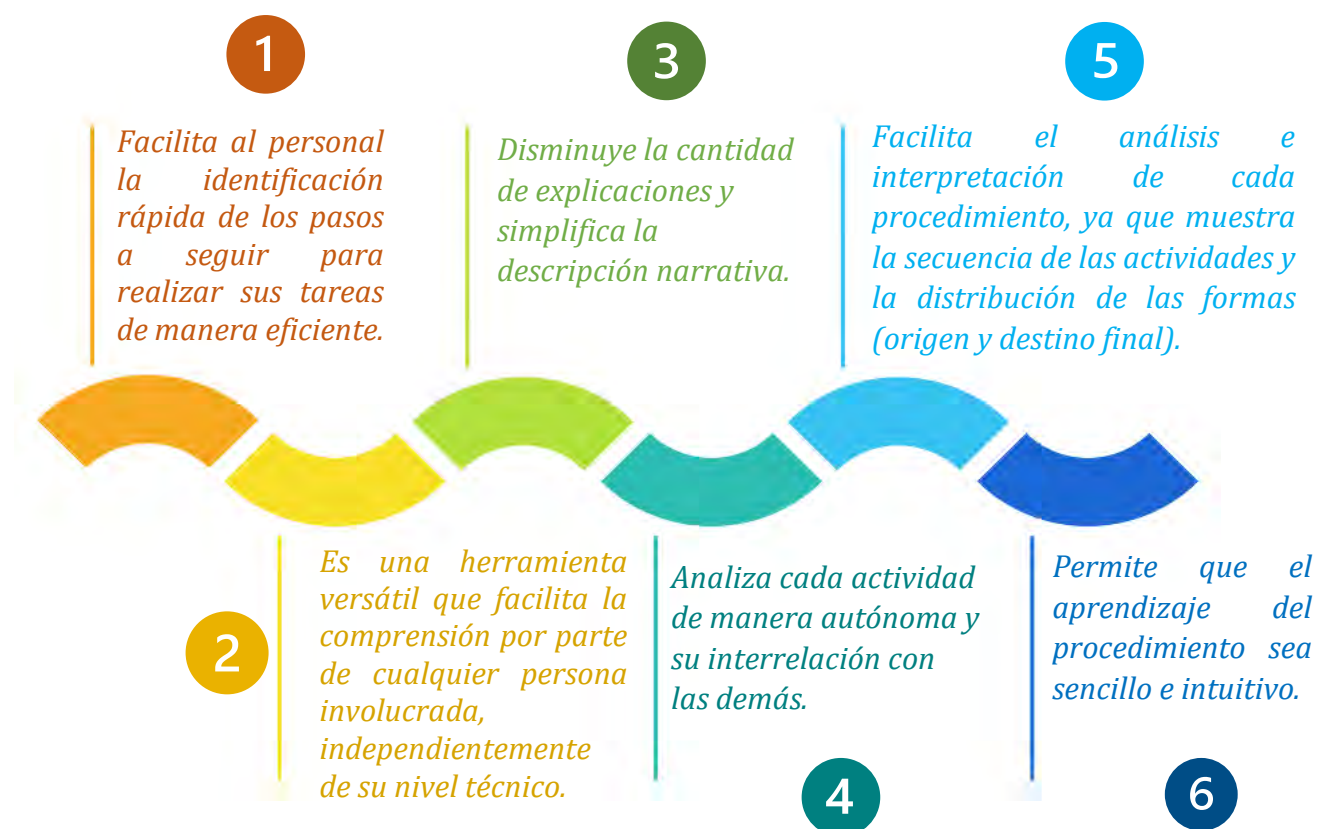 1
Facilita al personal
la identificación
rápida de los pasos
a seguir para
realizar sus tareas
de manera eficiente.
2
Es una herramienta
versátil que facilita la
comprensión por parte
de cualquier persona
involucrada,
independientemente
de su nivel técnico.
3
Disminuye la cantidad
de explicaciones y
simplifica la
descripción narrativa.
4
Analiza cada actividad
de manera autónoma y
su interrelación con
las demás.
5
Facilita el análisis e
interpretación de cada
procedimiento, ya que muestra
la secuencia de las actividades y
la distribución de las formas
(origen y destino final).
6
Permite que el
aprendizaje del
procedimiento sea
sencillo e intuitivo.